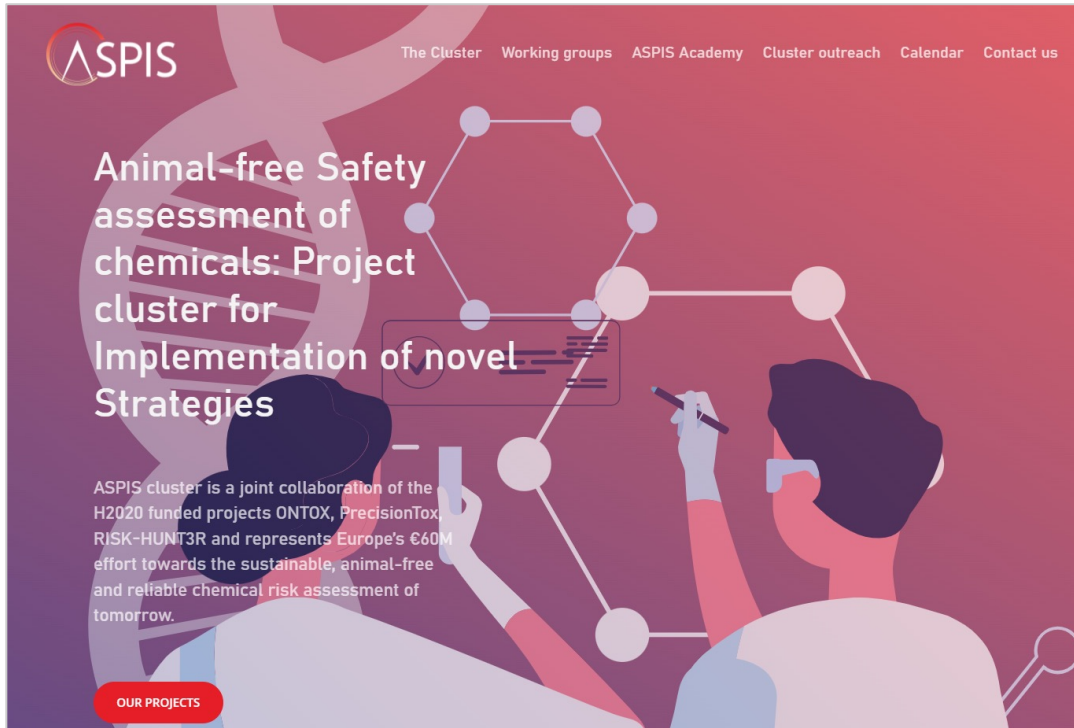 ASPIS
The Cluster Working groups ASPIS Academy Cluster outreach Calendar Contact us
Animal-free Safety
assessment of
chemicals: Project
cluster for
Implementation of novel
Strategies
ASPIS cluster is a joint collaboration of the
H2020 funded projects ONTOX, PrecisionTox,
RISK-HUNT3R and represents Europe's €60M
effort towards the sustainable, animal-free
and reliable chemical risk assessment of
tomorrow.
OUR PROJECTS